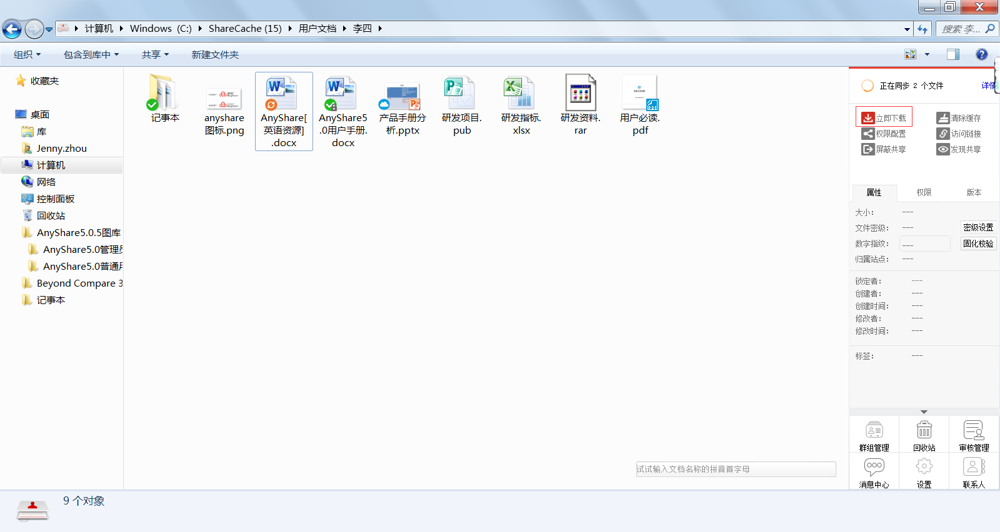 计算机 Windows (C:) ShareCache (15) 用户文档 李四
搜索 李...
组织 包含到库中 共享 新建文件夹
收藏夹
桌面
库
Jenny.zhou
计算机
网络
控制面板
回收站
AnyShare5.0.5图库
AnyShare5.0管理员
AnyShare5.0普通用
Beyond Compare 3
记事本
记事本
anyshare
图标.png
AnyShare[
英语资源]
.docx
AnyShare5
.0用户手册.
docx
产品手册分
析.pptx
研发项目.
pub
研发指标.
xlsx
研发资料.
rar
用户必读.
pdf
正在同步 2 个文件 详情
立即下载 清除缓存
权限配置 访问链接
屏蔽共享 发现共享
属性 权限 版本
大小: ---
文件密级: --- 密级设置
数字指纹: --- 固化校验
归属站点: ---
锁定者: ---
创建者: ---
创建时间: ---
修改者: ---
修改时间: ---
标签: ---
群组管理 回收站 审核管理
消息中心 设置 联系人
试试输入文档名称的拼音首字母
9 个对象